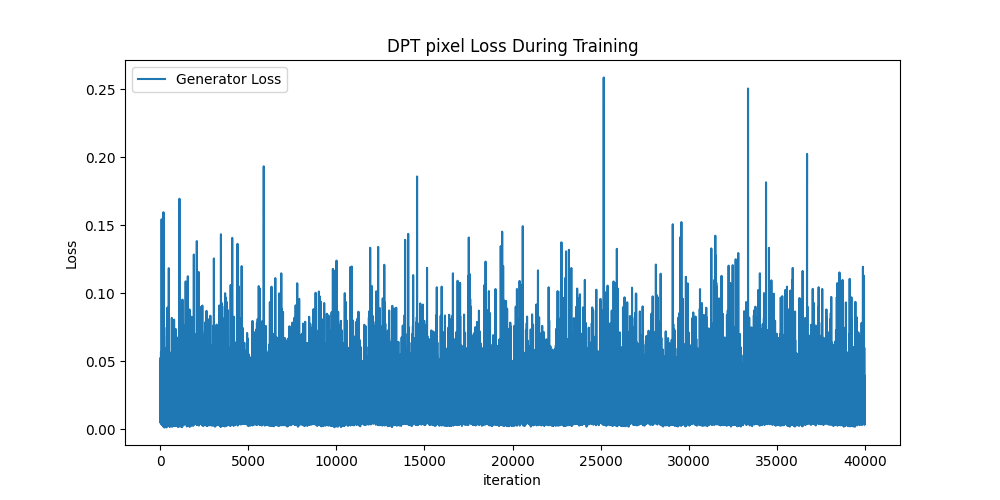 DPT pixel Loss During Training
Generator Loss
Loss
0.25
0.20
0.15
0.10
0.05
0.00
0 5000 10000 15000 20000 25000 30000 35000 40000
iteration